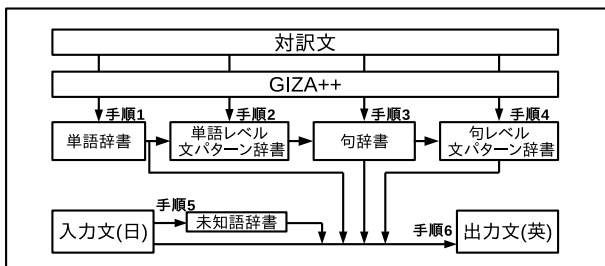 対訳文
GIZA++
手順1
手順2
手順3
手順4
単語辞書
単語レベル
文パターン辞書
句辞書
句レベル
文パターン辞書
手順5
入力文(日)
未知語辞書
手順6
出力文(英)